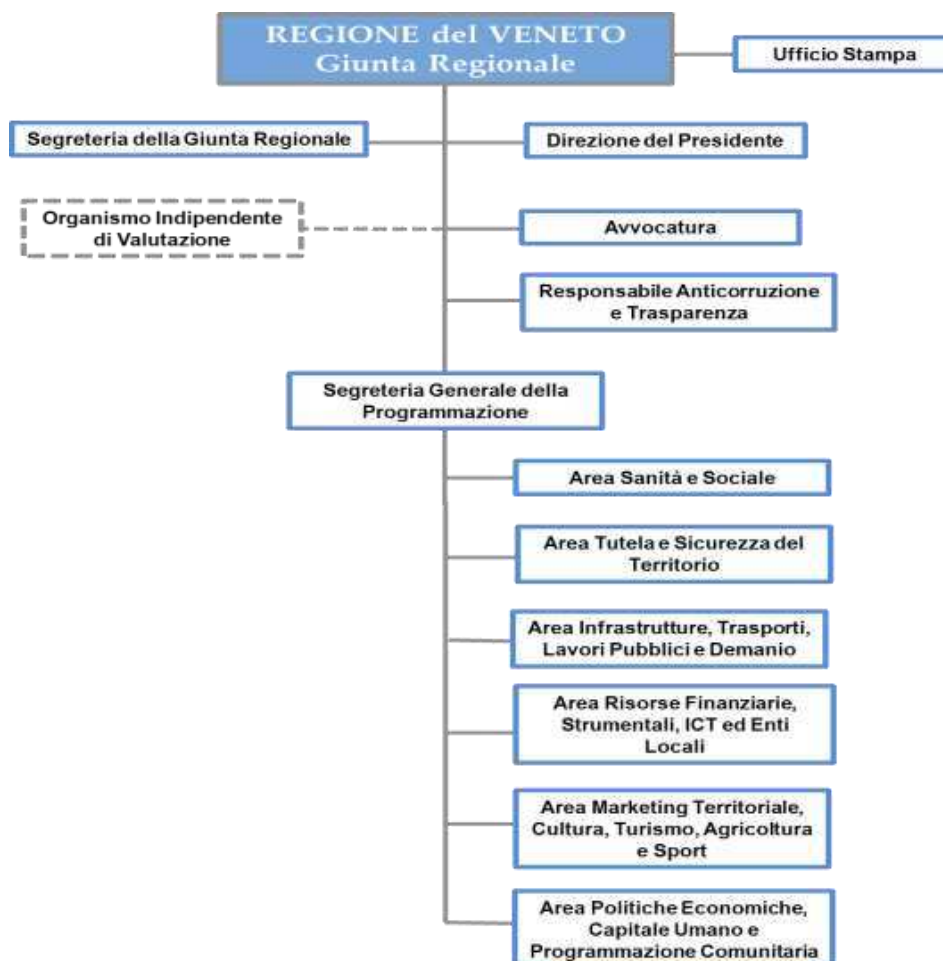 REGIONE del VENETO
Giunta Regionale
Ufficio Stampa
Segreteria della Giunta Regionale
Direzione del Presidente
Organismo Indipendente
di Valutazione
Avvocatura
Responsabile Anticorruzione
e Trasparenza
Segreteria Generale della
Programmazione
Area Sanità e Sociale
Area Tutela e Sicurezza del
Territorio
Area Infrastrutture, Trasporti,
Lavori Pubblici e Demanio
Area Risorse Finanziarie,
Strumentali, ICT ed Enti
Locali
Area Marketing Territoriale,
Cultura, Turismo, Agricoltura
e Sport
Area Politiche Economiche,
Capitale Umano e
Programmazione Comunitaria